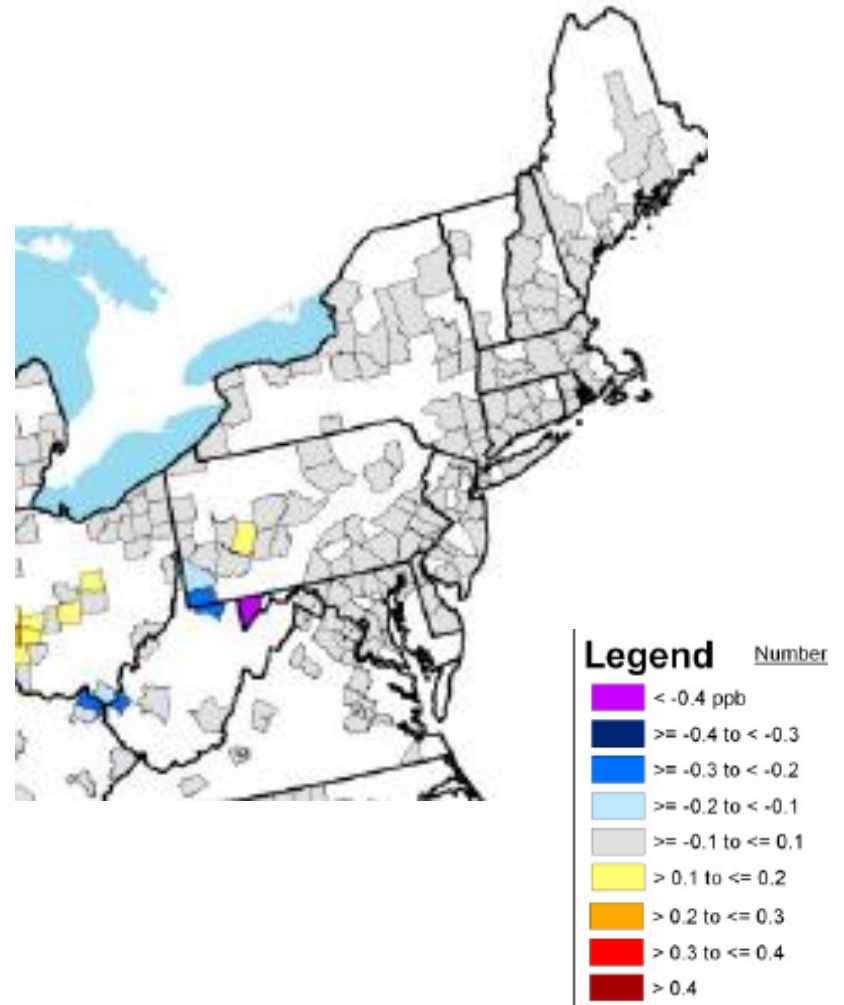 Legend Number
< -0.4 ppb
>= -0.4 to < -0.3
>= -0.3 to < -0.2
>= -0.2 to < -0.1
>= -0.1 to <= 0.1
> 0.1 to <= 0.2
> 0.2 to <= 0.3
> 0.3 to <= 0.4
> 0.4